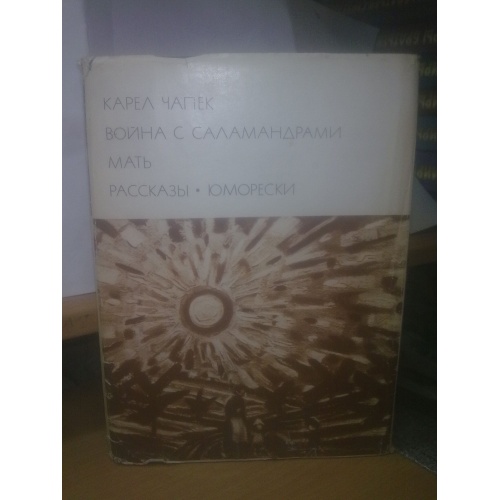 КАРЕЛ ЧАПЕК
ВОЙНА С САЛАМАНДРАМИ
МАТЬ
РАССКАЗЫ • ЮМОРЕСКИ